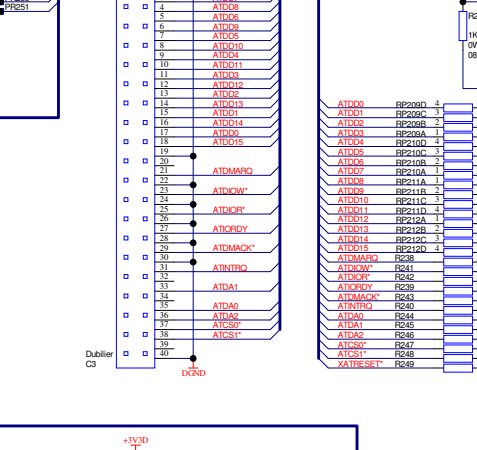 PR251
4 ATDD8
5 ATDD6
6 ATDD9
7 ATDD5
8 ATDD10
9 ATDD4
10 ATDD11
11 ATDD3
12 ATDD12
13 ATDD2
14 ATDD13
15 ATDD1
16 ATDD14
17 ATDD0
18 ATDD15
19
20
21 ATDMARQ
22
23 ATDIOW*
24
25 ATDIOR*
26
27 ATIORDY
28
29 ATDMACK*
30
31 ATINTRQ
32
33 ATDA1
34
35 ATDA0
36 ATDA2
37 ATCS0*
38 ATCS1*
39
40
Dubilier
C3
DGND
ATDD0 RP209D 4
ATDD1 RP209C 3
ATDD2 RP209B 2
ATDD3 RP209A 1
ATDD4 RP210D 4
ATDD5 RP210C 3
ATDD6 RP210B 2
ATDD7 RP210A 1
ATDD8 RP211A 1
ATDD9 RP211B 2
ATDD10 RP211C 3
ATDD11 RP211D 4
ATDD12 RP212A 1
ATDD13 RP212B 2
ATDD14 RP212C 3
ATDD15 RP212D 4
ATDMARQ R238
ATDIOW* R241
ATDIOR* R242
ATIORDY R239
ATDMACK* R243
ATINTRQ R240
ATDA0 R244
ATDA1 R245
ATDA2 R246
ATCS0* R247
ATCS1* R248
XATRESET* R249
1K
0W
08
+3V3D